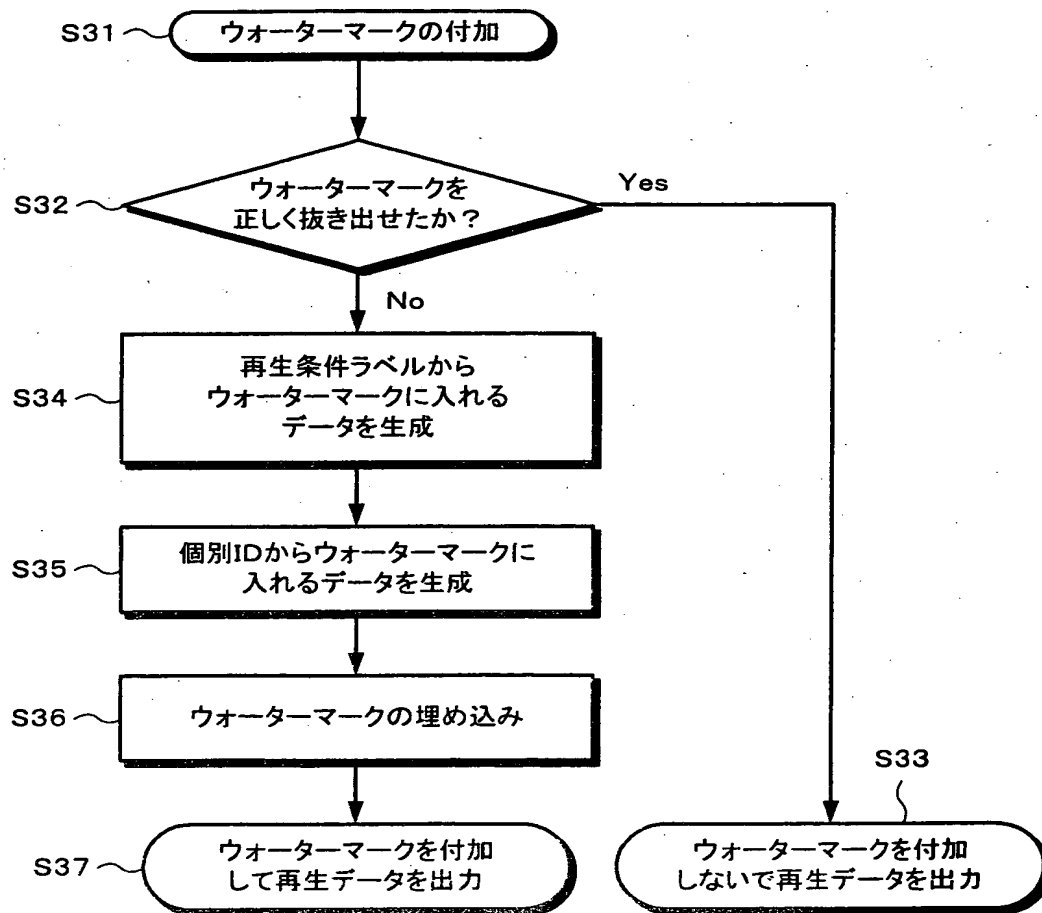 S31
ウォーターマークの付加
S32
ウォーターマークを
正しく抜き出せたか？
Yes
No
S34
再生条件ラベルから
ウォーターマークに入れる
データを生成
S35
個別IDからウォーターマークに
入れるデータを生成
S36
ウォーターマークの埋め込み
S37
ウォーターマークを付加
して再生データを出力
S33
ウォーターマークを付加
しないで再生データを出力